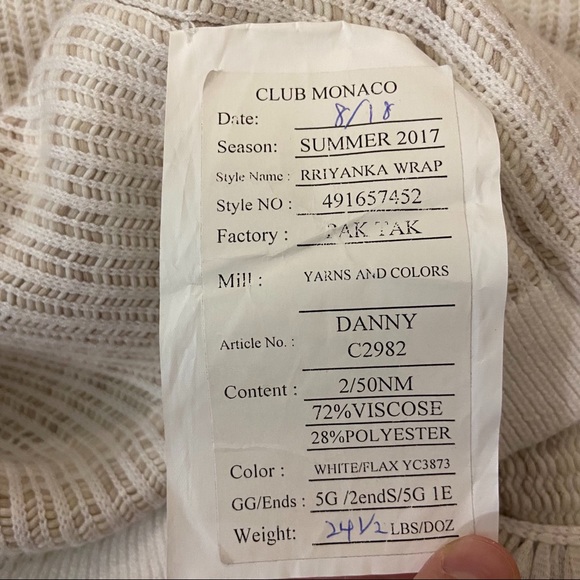 CLUB MONACO
Date: 8/18
Season: SUMMER 2017
Style Name : RRIYANKA WRAP
Style NO : 491657452
Factory : PAK TAK
Mill : YARNS AND COLORS
Article No. : DANNY
C2982
Content : 2/50NM
72%VISCOSE
28%POLYESTER
Color : WHITE/FLAX YC3873
GG/Ends : 5G /2endS/5G 1E
Weight: 24 1/2 LBS/DOZ